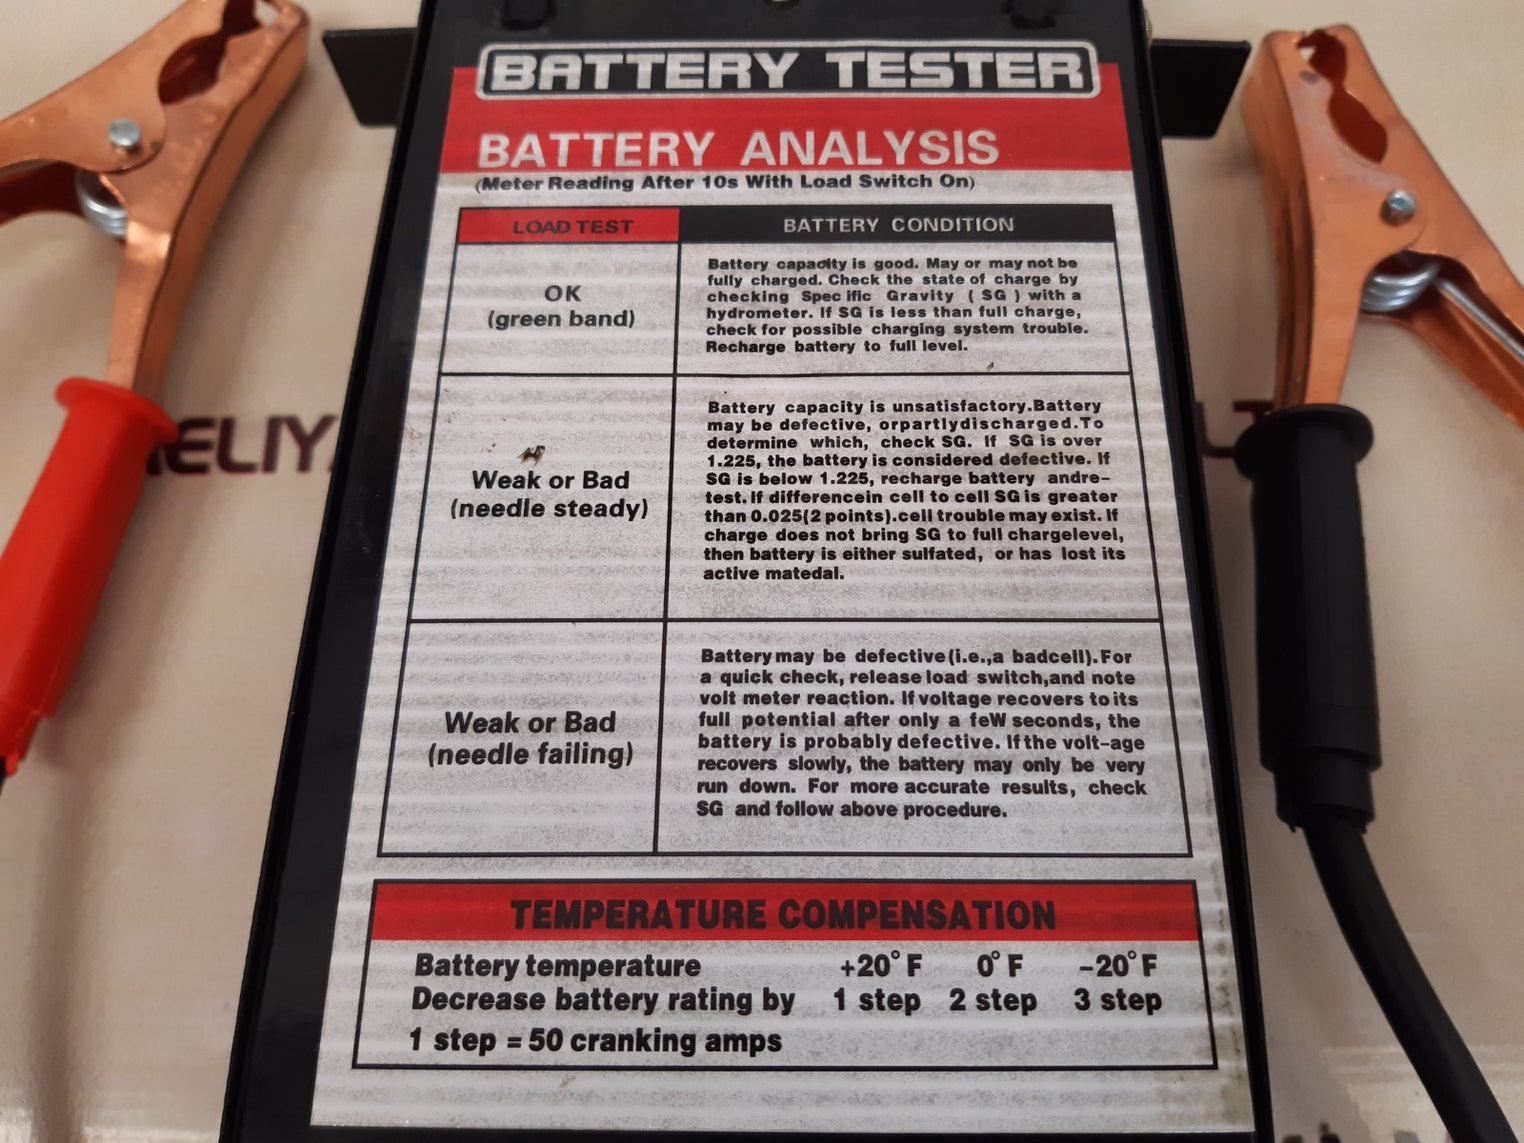 BATTERY TESTER
BATTERY ANALYSIS
(Meter Reading After 10s With Load Switch On)
LOAD TEST
BATTERY CONDITION
OK
(green band)
Battery capacity is good. May or may not be
fully charged. Check the state of charge by
checking Spec ific Gravity ( SG ) with a
hydrometer. If SG is less than full charge,
check for possible charging system trouble.
Recharge battery to full level.
Weak or Bad
(needle steady)
Battery capacity is unsatisfactory.Battery
may be defective, orpartlydischarged.To
determine which, check SG. If SG is over
1.225, the battery is considered defective. If
SG is below 1.225, recharge battery andre-
test. If differencein cell to cell SG is greater
than 0.025(2 points).cell trouble may exist. If
charge does not bring SG to full chargelevel,
then battery is either sulfated, or has lost its
active matedal.
Weak or Bad
(needle failing)
Battery may be defective(i.e.,a badcell).For
a quick check, release load switch,and note
volt meter reaction. If voltage recovers to its
full potential after only a feW seconds, the
battery is probably defective. If the volt-age
recovers slowly, the battery may only be very
run down. For more accurate results, check
SG and follow above procedure.
TEMPERATURE COMPENSATION
Battery temperature +20°F 0°F -20°F
Decrease battery rating by 1 step 2 step 3 step
1 step = 50 cranking amps